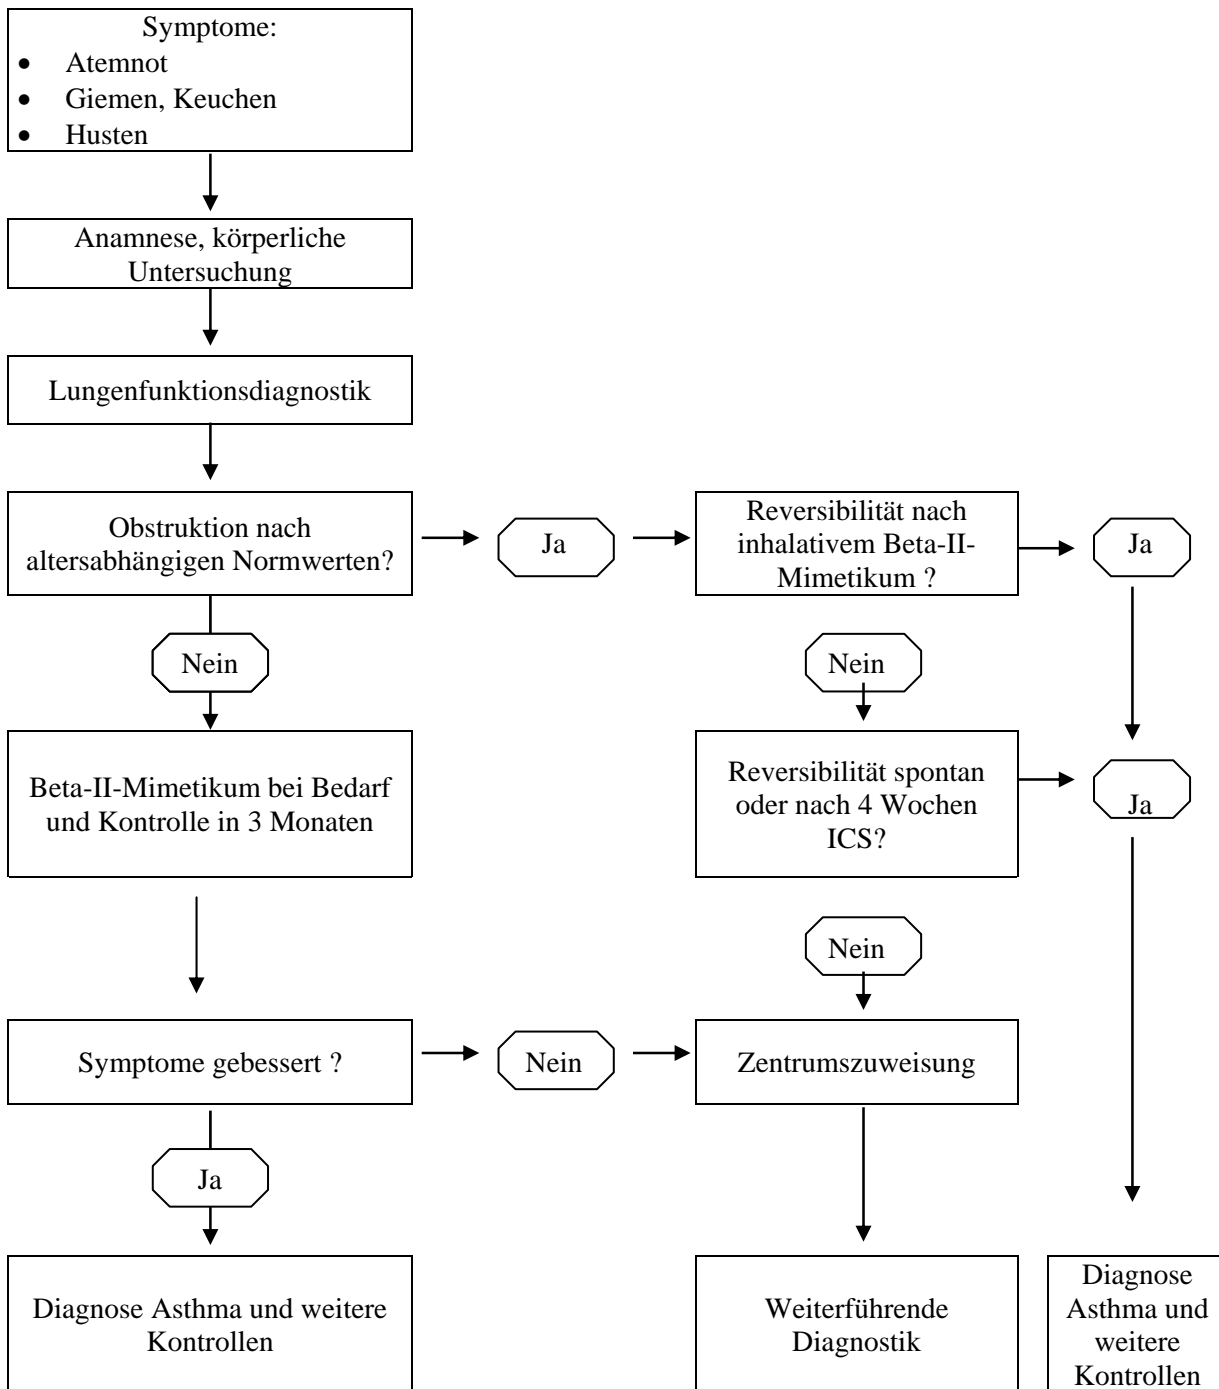 Symptome:
• Atemnot
• Giemen, Keuchen
• Husten
Anamnese, körperliche
Untersuchung
Lungenfunktionsdiagnostik
Obstruktion nach
altersabhängigen Normwerten?
Ja
Reversibilität nach
inhalativem Beta-II-
Mimetikum ?
Ja
Nein
Nein
Beta-II-Mimetikum bei Bedarf
und Kontrolle in 3 Monaten
Reversibilität spontan
oder nach 4 Wochen
ICS?
Ja
Nein
Symptome gebessert ?
Nein
Zentrumszuweisung
Ja
Diagnose Asthma und weitere
Kontrollen
Weiterführende
Diagnostik
Diagnose
Asthma und
weitere
Kontrollen